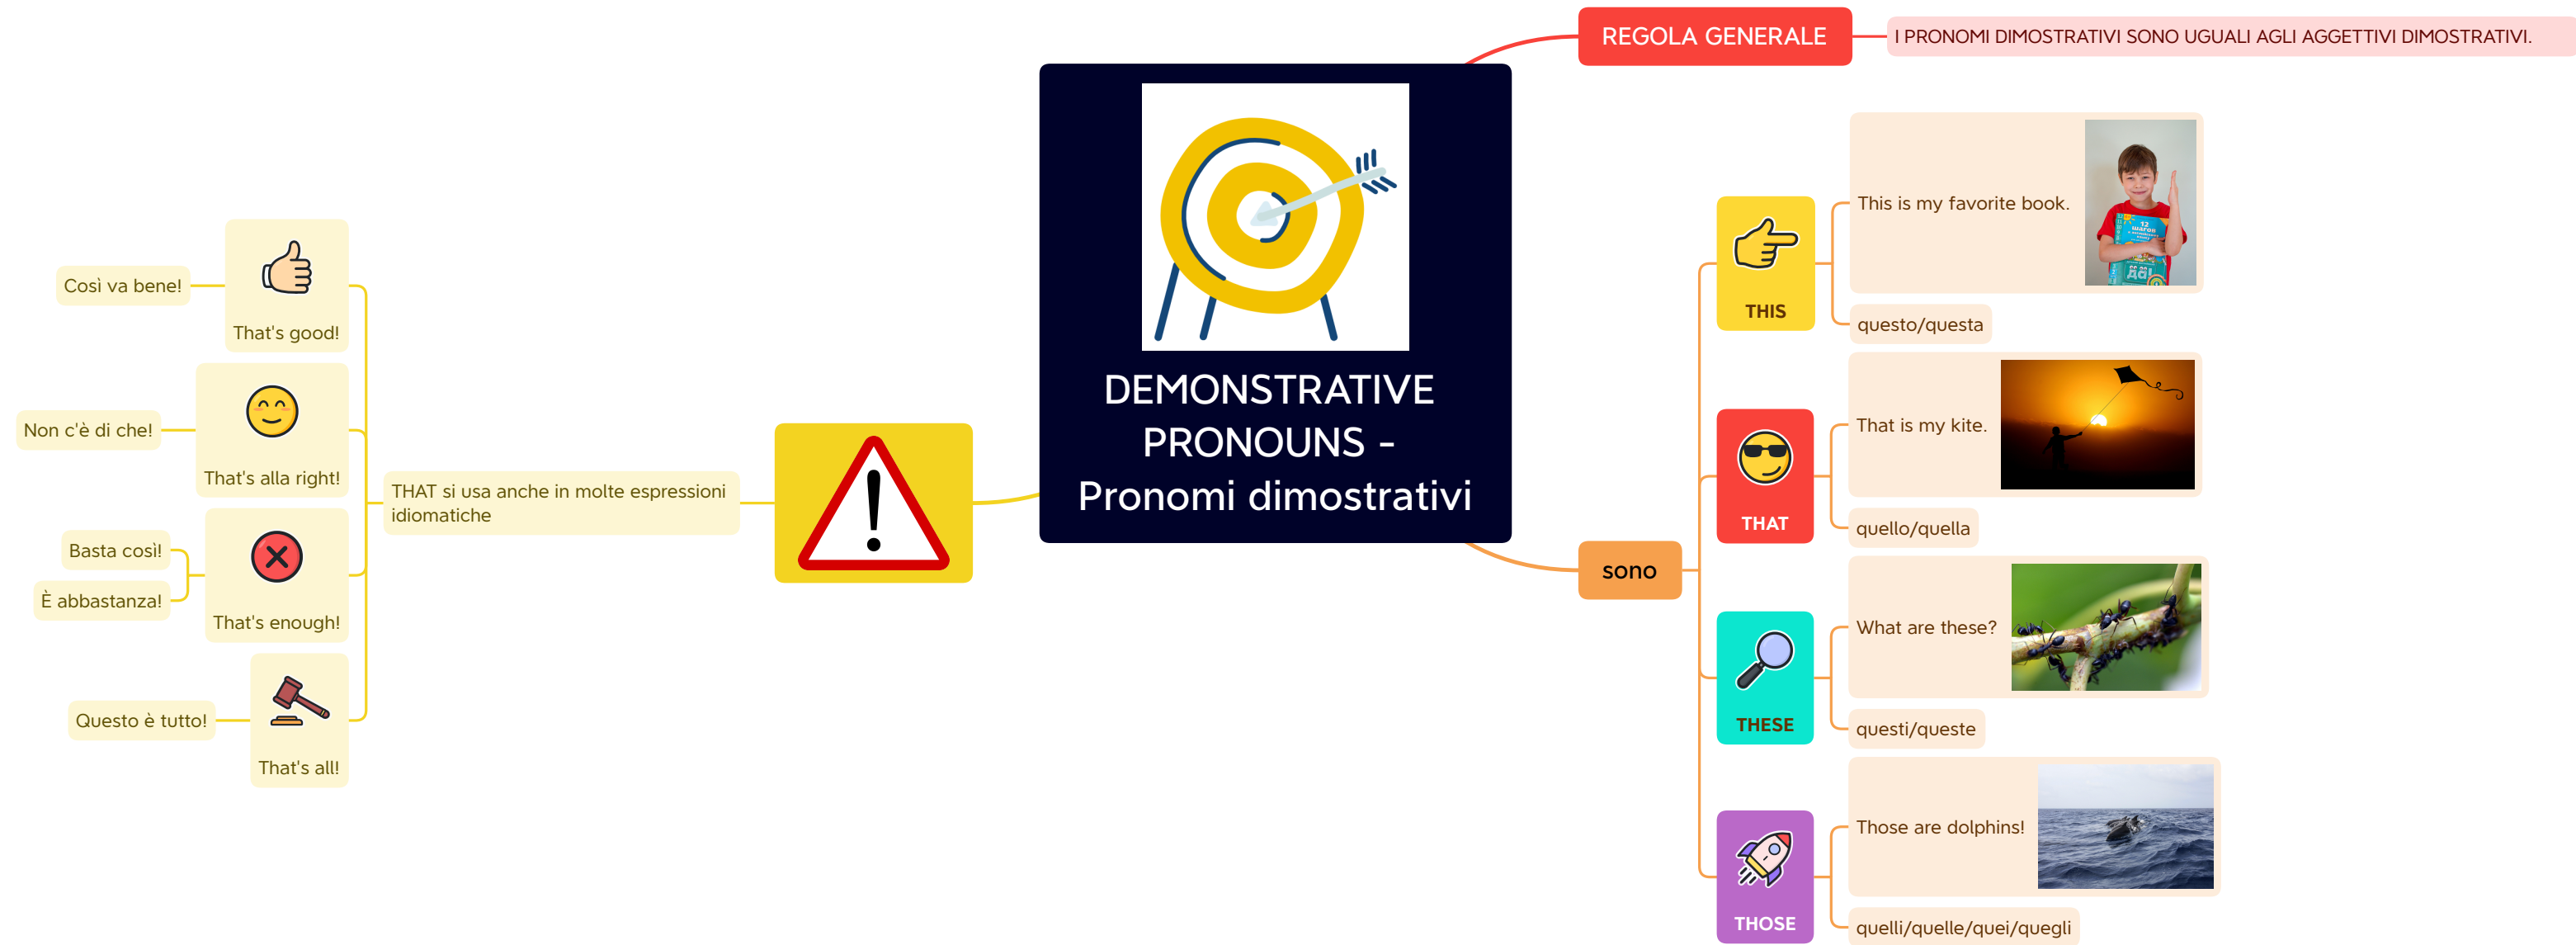 REGOLA GENERALE
I PRONOMI DIMOSTRATIVI SONO UGUALI AGLI AGGETTIVI DIMOSTRATIVI.
DEMONSTRATIVE
PRONOUNS -
Pronomi dimostrativi
sono
THIS
This is my favorite book.
12
шагов
да!
questo/questa
THAT
That is my kite.
quello/quella
THESE
What are these?
questi/queste
THOSE
Those are dolphins!
quelli/quelle/quei/quegli
THAT si usa anche in molte espressioni
idiomatiche
That's good!
Così va bene!
That's alla right!
Non c'è di che!
That's enough!
Basta così!
È abbastanza!
That's all!
Questo è tutto!